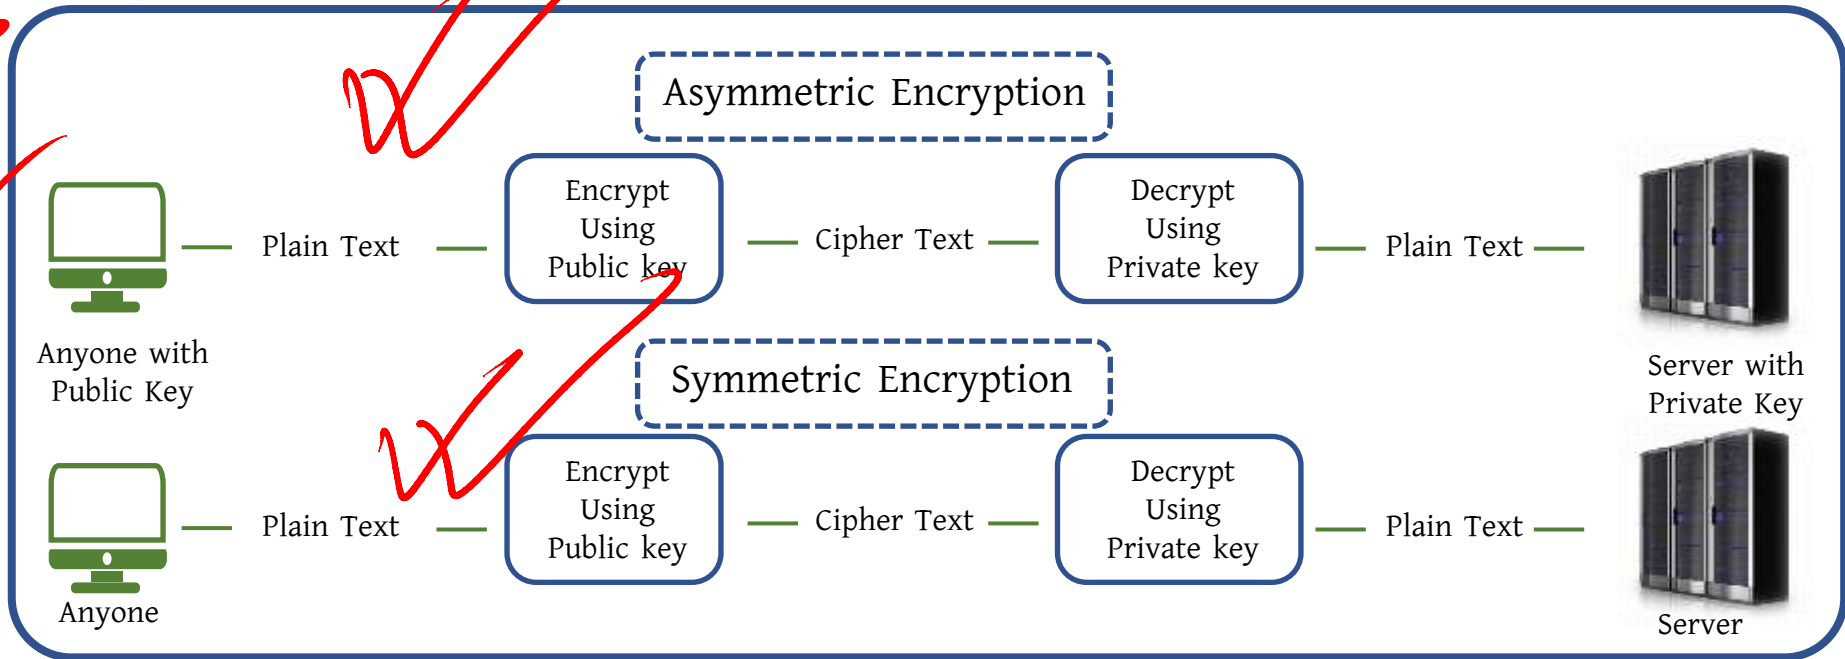 Asymmetric Encryption
Encrypt
Using
Public key
Decrypt
Using
Private key
Plain Text
Cipher Text
Plain Text
Anyone with
Public Key
Server with
Private Key
Symmetric Encryption
Encrypt
Using
Public key
Decrypt
Using
Private key
Plain Text
Cipher Text
Plain Text
Anyone
Server